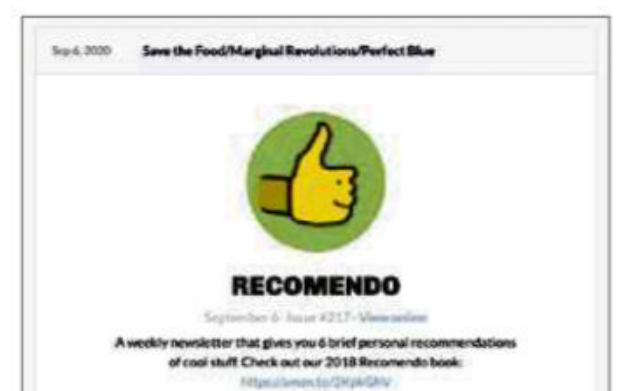 Sep 6, 2020 Save the Food/Marginal Revolutions/Perfect Blue
RECOMENDO
September 6 · Issue #217 · View online
A weekly newsletter that gives you 6 brief personal recommendations
of cool stuff. Check out our 2018 Recomendo book: